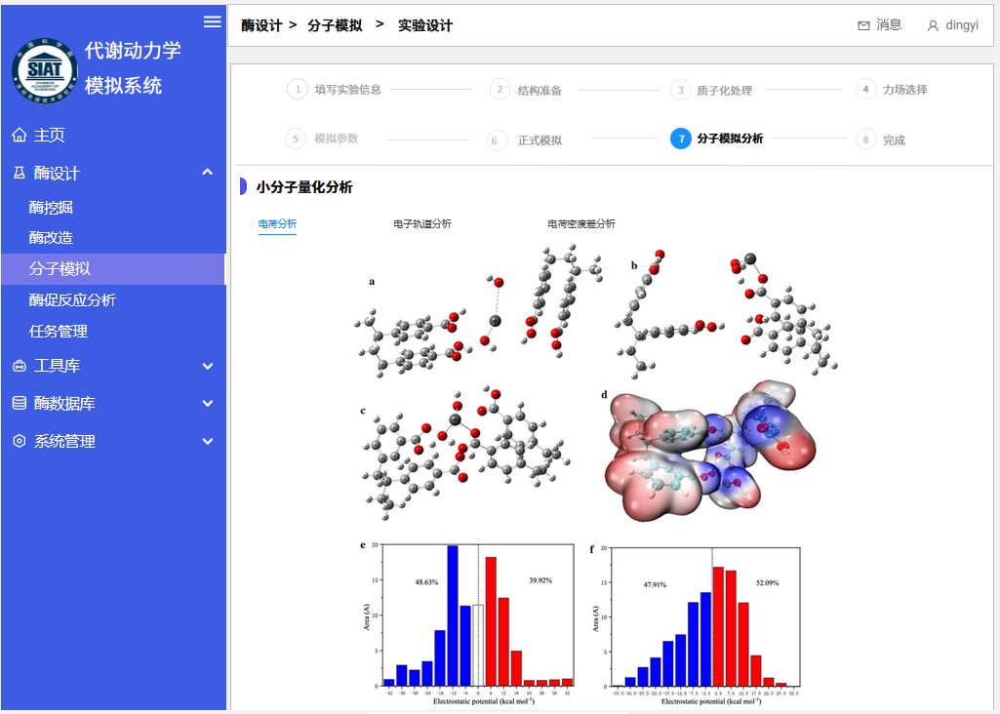 酶设计 > 分子模拟 > 实验设计
消息
dingyi
SIAT
代谢动力学
模拟系统
主页
酶设计
酶挖掘
酶改造
分子模拟
酶促反应分析
任务管理
工具库
酶数据库
系统管理
1 填写实验信息
2 结构准备
3 质子化处理
4 力场选择
5 模拟参数
6 正式模拟
7 分子模拟分析
8 完成
小分子量化分析
电荷分析
电子轨道分析
电荷密度差分析
a
b
c
d
e
20
15
10
5
0
Area (A)
48.63%
39.92%
-42 -36 -30 -24 -18 -12 -6 0 6 12 18 24 30 36 42
Electrostatic potential (kcal mol⁻¹)
f
20
15
10
5
0
Area (A)
47.91%
52.09%
-37.5 -32.5 -27.5 -22.5 -17.5 -12.5 -7.5 -2.5 2.5 7.5 12.5 17.5 22.5 27.5 32.5
Electrostatic potential (kcal mol⁻¹)